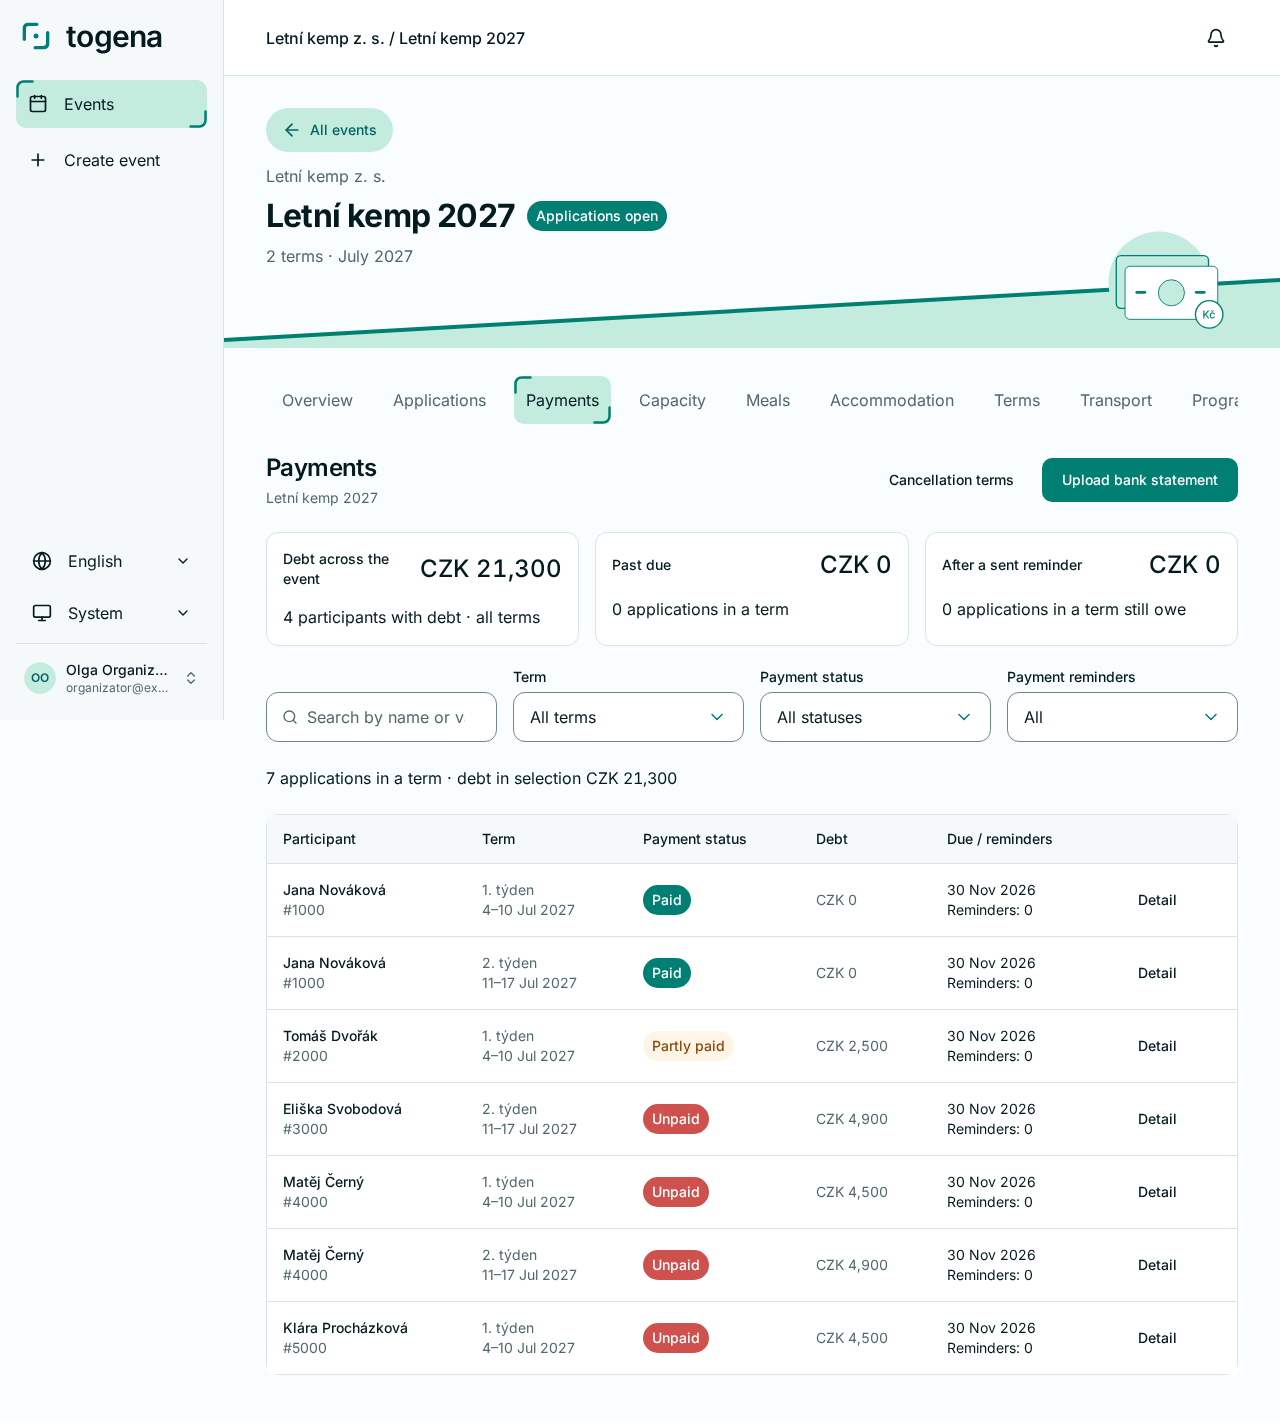 togena
Events
Create event
English
System
OO
Olga Organiz...
organizator@ex...
Letní kemp z. s. / Letní kemp 2027
All events
Letní kemp z. s.
Letní kemp 2027
Applications open
2 terms · July 2027
Kč
Overview Applications Payments Capacity Meals Accommodation Terms Transport Progra
Payments
Letní kemp 2027
Cancellation terms
Upload bank statement
Debt across the
event
CZK 21,300
4 participants with debt · all terms
Past due
CZK 0
0 applications in a term
After a sent reminder
CZK 0
0 applications in a term still owe
Search by name or va
Term
All terms
Payment status
All statuses
Payment reminders
All
7 applications in a term · debt in selection CZK 21,300
Participant Term Payment status Debt Due / reminders
Jana Nováková 1. týden Paid CZK 0 30 Nov 2026 Detail
#1000 4–10 Jul 2027 Reminders: 0
Jana Nováková 2. týden Paid CZK 0 30 Nov 2026 Detail
#1000 11–17 Jul 2027 Reminders: 0
Tomáš Dvořák 1. týden Partly paid CZK 2,500 30 Nov 2026 Detail
#2000 4–10 Jul 2027 Reminders: 0
Eliška Svobodová 2. týden Unpaid CZK 4,900 30 Nov 2026 Detail
#3000 11–17 Jul 2027 Reminders: 0
Matěj Černý 1. týden Unpaid CZK 4,500 30 Nov 2026 Detail
#4000 4–10 Jul 2027 Reminders: 0
Matěj Černý 2. týden Unpaid CZK 4,900 30 Nov 2026 Detail
#4000 11–17 Jul 2027 Reminders: 0
Klára Procházková 1. týden Unpaid CZK 4,500 30 Nov 2026 Detail
#5000 4–10 Jul 2027 Reminders: 0